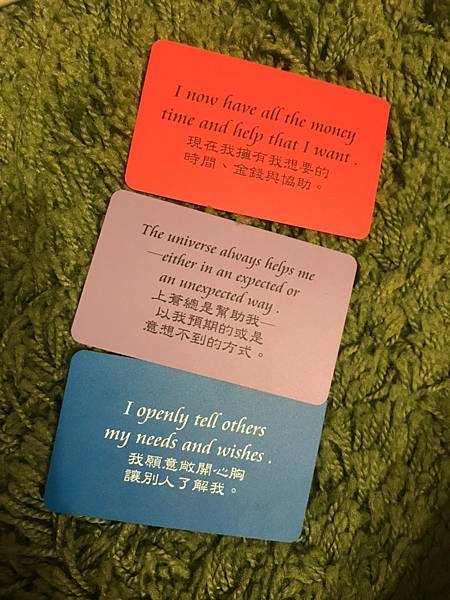 I now have all the money
time and help that I want .
現在我擁有我想要的
時間、金錢與協助。
The universe always helps me
—either in an expected or
an unexpected way .
上蒼總是幫助我—
以我預期的或是
意想不到的方式。
I openly tell others
my needs and wishes .
我願意敞開心胸
讓別人了解我。